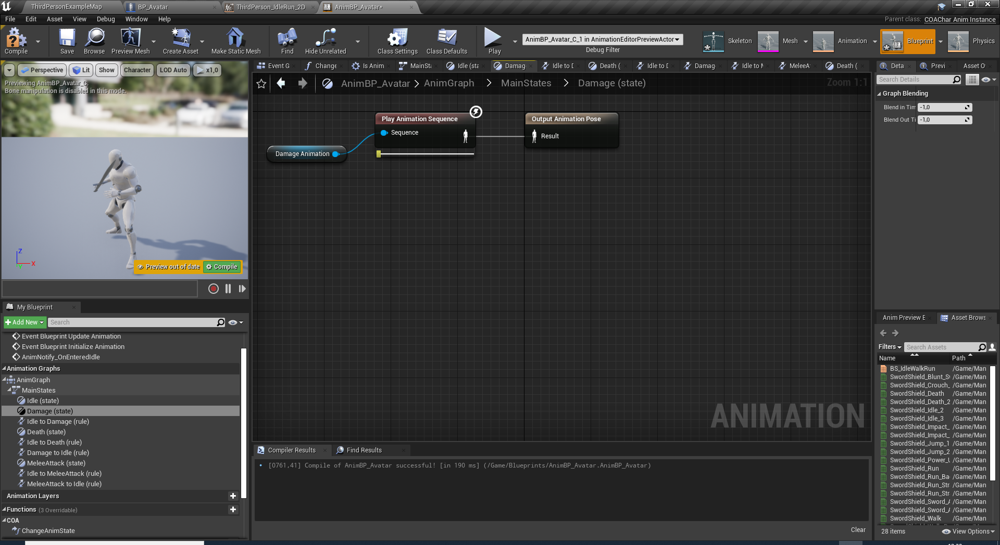 ThirdPersonExampleMap
BP_Avatar
ThirdPerson_IdleRun_2D
AnimBP_Avatar*
File
Edit
Asset
View
Debug
Window
Help
Parent class: COAChar Anim Instance
Compile
Save
Browse
Preview Mesh
Create Asset
Make Static Mesh
Find
Hide Unrelated
Class Settings
Class Defaults
Play
AnimBP_Avatar_C_1 in AnimationEditorPreviewActor
Debug Filter
Skeleton
Mesh
Animation
Blueprint
Physics
Perspective
Lit
Show
Character
LOD Auto
x1,0
Previewing AnimBP_Avatar_C.
Bone manipulation is disabled in this mode.
Z
X
Preview out of date
Compile
Event G
Change
Is Anim
MainSt
Idle (sta
Damag
Idle to D
Death (
Idle to D
Damag
Idle to M
MeleeA
Death (
AnimBP_Avatar > AnimGraph > MainStates > Damage (state)
Zoom 1:1
Play Animation Sequence
Sequence
Damage Animation
Output Animation Pose
Result
ANIMATION
Deta
Previ
Asset O
Search Details
Graph Blending
Blend in Tim
-1,0
Blend Out Ti
-1,0
My Blueprint
Add New
Search
Event Blueprint Update Animation
Event Blueprint Initialize Animation
AnimNotify_OnEnteredIdle
Animation Graphs
AnimGraph
MainStates
Idle (state)
Damage (state)
Idle to Damage (rule)
Death (state)
Idle to Death (rule)
Damage to Idle (rule)
MeleeAttack (state)
Idle to MeleeAttack (rule)
MeleeAttack to Idle (rule)
Animation Layers
Functions (3 Overridable)
COA
ChangeAnimState
Compiler Results
Find Results
[0761,41] Compile of AnimBP_Avatar successful! [in 190 ms] (/Game/Blueprints/AnimBP_Avatar.AnimBP_Avatar)
Clear
Anim Preview E
Asset Brows
Filters
Search Assets
Name
Path
BS_IdleWalkRun /Game/Man
SwordShield_Blunt_Sw /Game/Man
SwordShield_Crouch_ /Game/Man
SwordShield_Death /Game/Man
SwordShield_Death_2 /Game/Man
SwordShield_Idle_2 /Game/Man
SwordShield_Idle_3 /Game/Man
SwordShield_Impact_ /Game/Man
SwordShield_Impact_ /Game/Man
SwordShield_Jump_1 /Game/Man
SwordShield_Jump_2 /Game/Man
SwordShield_Power_U /Game/Man
SwordShield_Run /Game/Man
SwordShield_Run_Ba /Game/Man
SwordShield_Run_Str /Game/Man
SwordShield_Run_Str /Game/Man
SwordShield_Sword_A /Game/Man
SwordShield_Sword_A /Game/Man
SwordShield_Walk /Game/Man
28 items
View Options